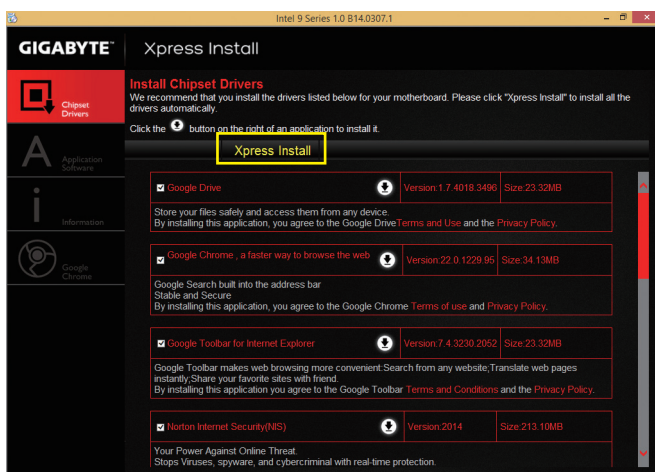 Intel 9 Series 1.0 B14.0307.1
GIGABYTE™
Xpress Install
Chipset
Drivers
Application
Software
Information
Google
Chrome
Install Chipset Drivers
We recommend that you install the drivers listed below for your motherboard. Please click "Xpress Install" to install all the
drivers automatically.
Click the button on the right of an application to install it.
Xpress Install
Google Drive Version:1.7.4018.3496 Size:23.32MB
Store your files safely and access them from any device.
By installing this application, you agree to the Google DriveTerms and Use and the Privacy Policy.
Google Chrome , a faster way to browse the web Version:22.0.1229.95 Size:34.13MB
Google Search built into the address bar
Stable and Secure
By installing this application, you agree to the Google Chrome Terms of use and Privacy Policy.
Google Toolbar for Internet Explorer Version:7.4.3230.2052 Size:23.32MB
Google Toolbar makes web browsing more convenient:Search from any website;Translate web pages
instantly;Share your favorite sites with friend.
By installing this application you agree to the Google Toolbar Terms and Conditions and the Privacy Policy.
Norton Internet Security(NIS) Version:2014 Size:213.10MB
Your Power Against Online Threat.
Stops Viruses, spyware, and cybercriminal with real-time protection.